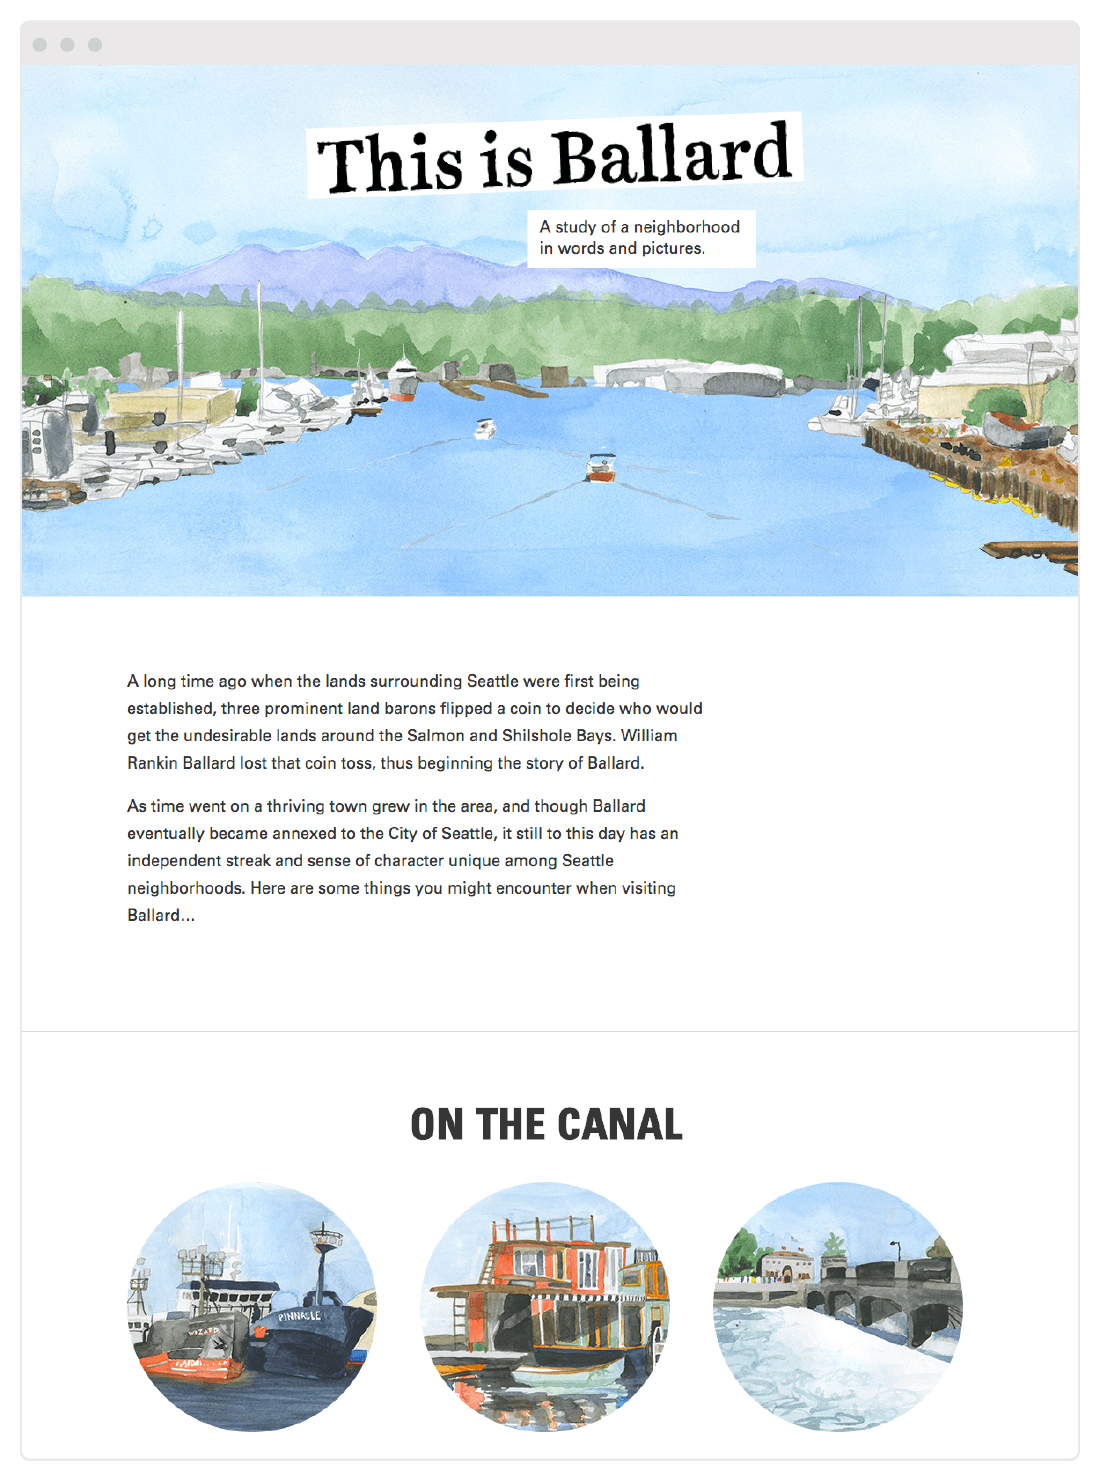 This is Ballard
A study of a neighborhood
in words and pictures.
A long time ago when the lands surrounding Seattle were first being
established, three prominent land barons flipped a coin to decide who would
get the undesirable lands around the Salmon and Shilshole Bays. William
Rankin Ballard lost that coin toss, thus beginning the story of Ballard.
As time went on a thriving town grew in the area, and though Ballard
eventually became annexed to the City of Seattle, it still to this day has an
independent streak and sense of character unique among Seattle
neighborhoods. Here are some things you might encounter when visiting
Ballard...
ON THE CANAL
PINNACLE
WIZARD